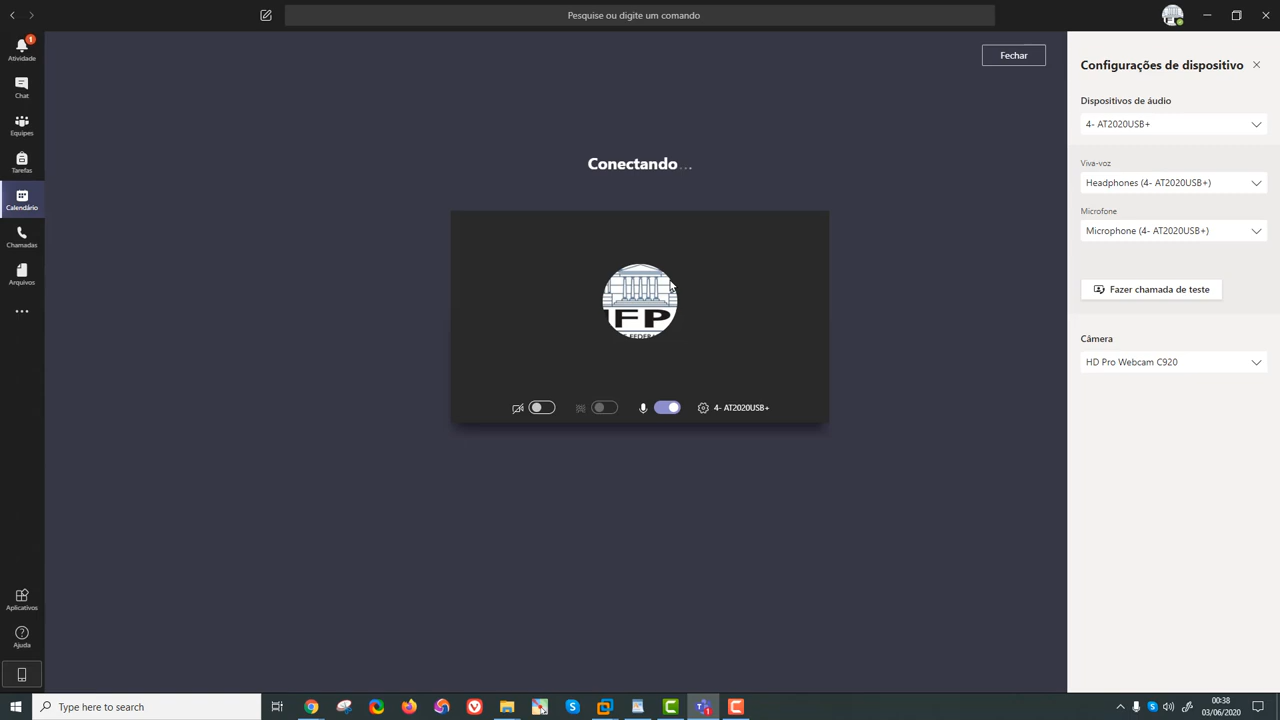 Pesquise ou digite um comando
1
Atividade
Chat
Equipes
Tarefas
Calendário
Chamadas
Arquivos
Aplicativos
Ajuda
Fechar
Conectando...
FP
4- AT2020USB+
Configurações de dispositivo
Dispositivos de áudio
4- AT2020USB+
Viva-voz
Headphones (4- AT2020USB+)
Microfone
Microphone (4- AT2020USB+)
Fazer chamada de teste
Câmera
HD Pro Webcam C920
Type here to search
00:38
03/06/2020